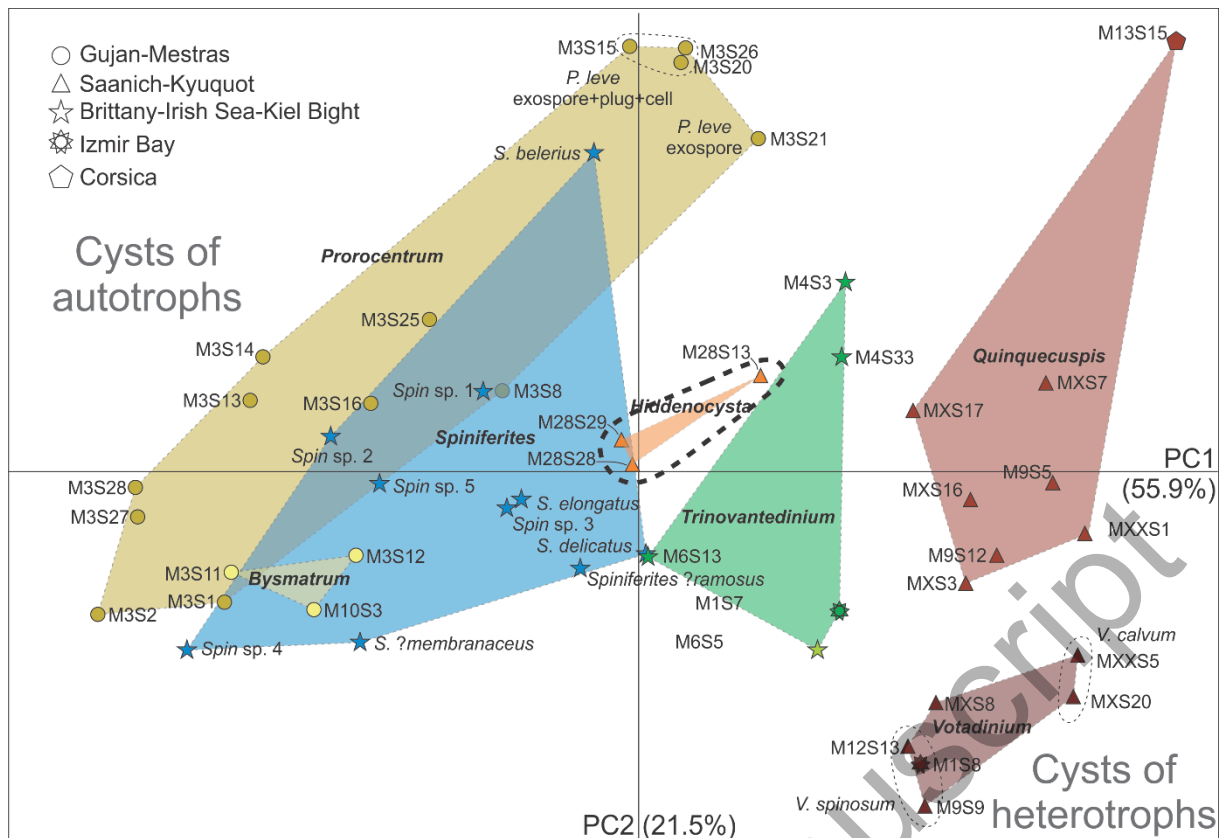 Gujan-Mestras
Saanich-Kyuquot
Brittany-Irish Sea-Kiel Bight
Izmir Bay
Corsica
Cysts of
autotrophs
M3S15
M3S26
M3S20
P. leve
exospore+plug+cell
P. leve
exospore
M3S21
M13S15
S. belerius
Prorocentrum
M3S25
M3S14
M3S13
M3S16
Spin sp. 1
M3S8
Spiniferites
Spin sp. 2
M3S28
M3S27
Spin sp. 5
S. elongatus
Spin sp. 3
S. delicatus
M3S11
M3S12
Bysmatrum
M3S1
M10S3
M3S2
Spin sp. 4
S. ?membranaceus
Spiniferites ?ramosus
M28S13
Hiddenocysta
M28S29
M28S28
M4S3
M4S33
Trinovantedinium
M6S13
M1S7
M6S5
Quinquecuspis
MXS7
MXS17
PC1
(55.9%)
M9S5
MXS16
MXXS1
M9S12
MXS3
V. calvum
MXXS5
MXS20
MXS8
Votadinium
M12S13
M1S8
V. spinosum
M9S9
Cysts of
heterotrophs
PC2 (21.5%)
uscript